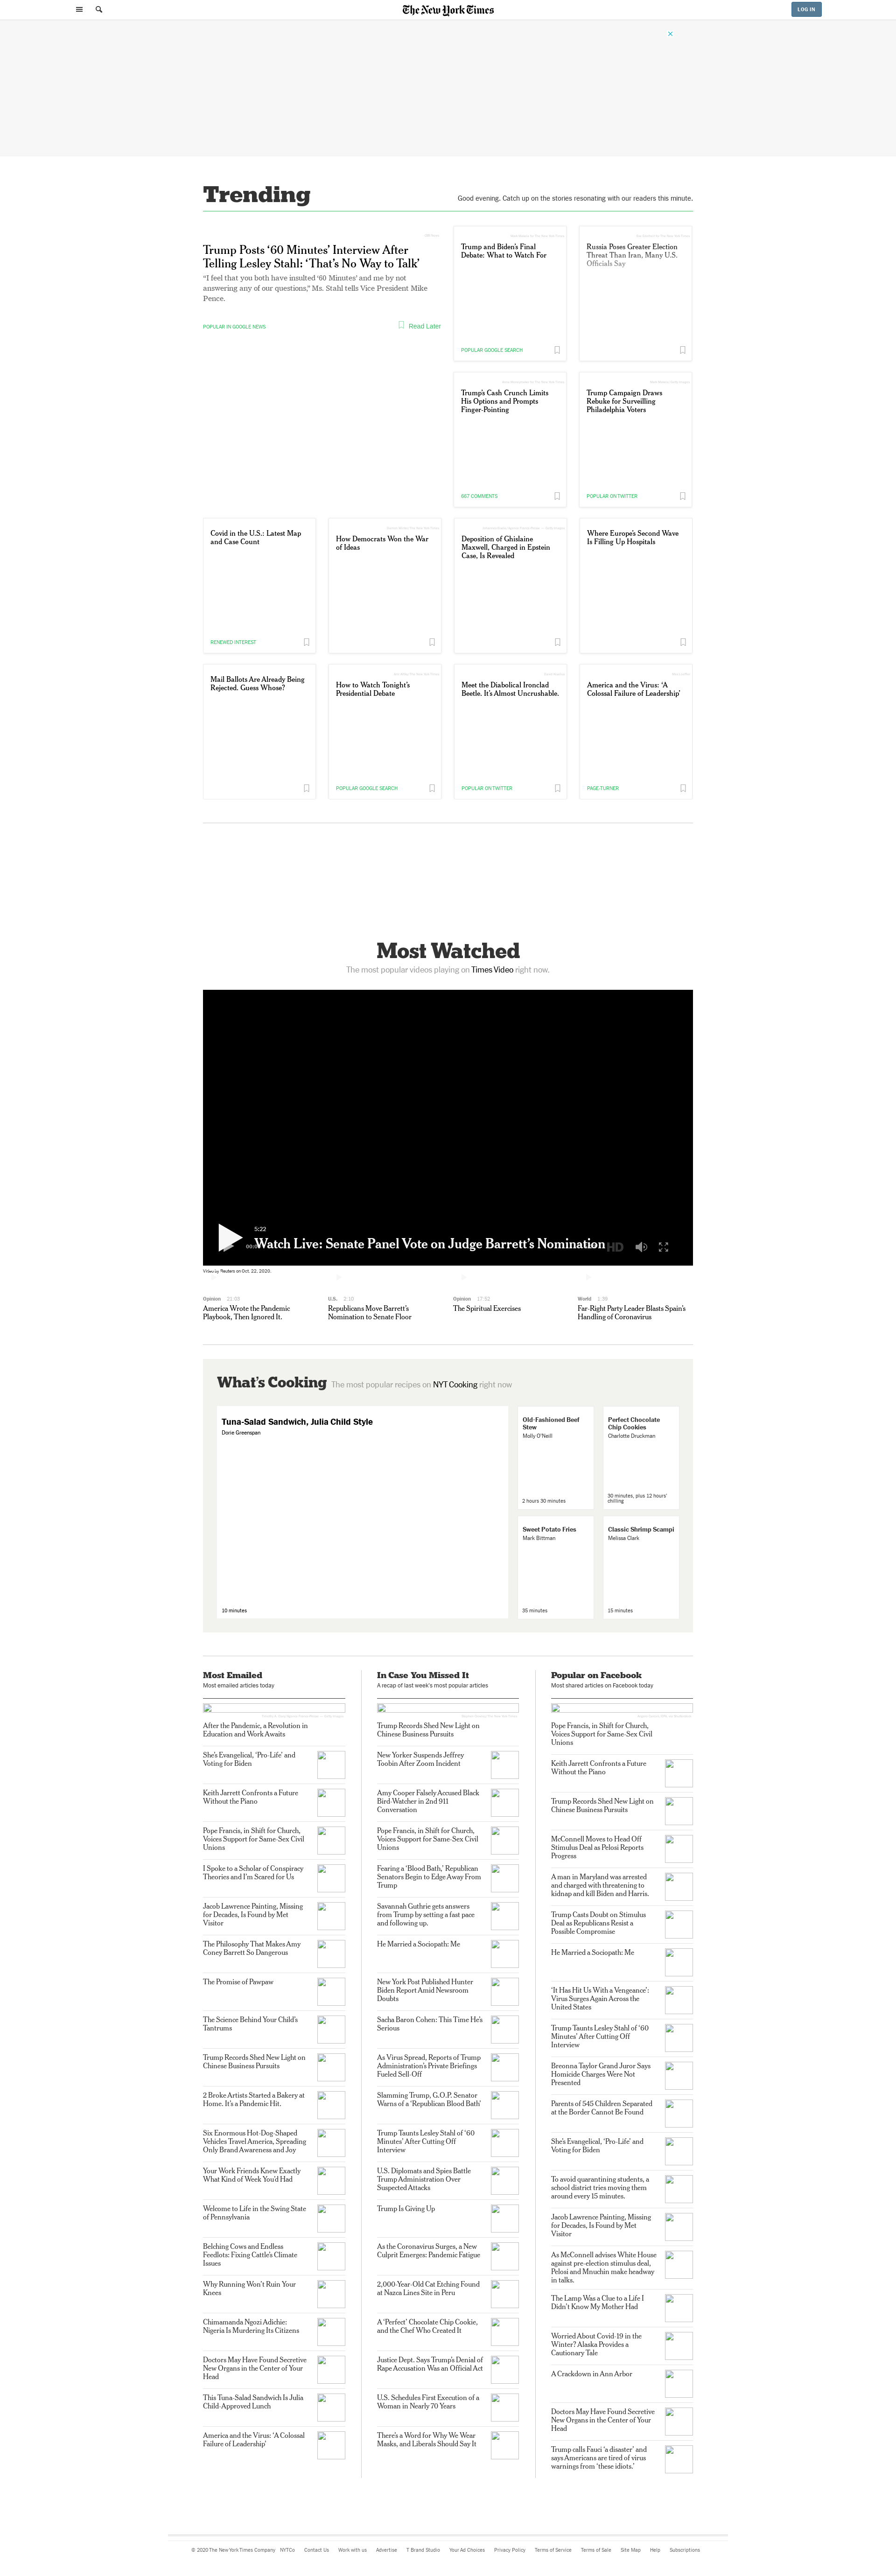 The New York Times
LOG IN
Trending
Good evening. Catch up on the stories resonating with our readers this minute.
Trump Posts ‘60 Minutes’ Interview After
Telling Lesley Stahl: ‘That’s No Way to Talk’
“I feel that you both have insulted ‘60 Minutes’ and me by not
answering any of our questions,” Ms. Stahl tells Vice President Mike
Pence.
POPULAR IN GOOGLE NEWS
Read Later
Trump and Biden’s Final
Debate: What to Watch For
POPULAR GOOGLE SEARCH
Russia Poses Greater Election
Threat Than Iran, Many U.S.
Officials Say
Trump’s Cash Crunch Limits
His Options and Prompts
Finger-Pointing
667 COMMENTS
Trump Campaign Draws
Rebuke for Surveilling
Philadelphia Voters
POPULAR ON TWITTER
Covid in the U.S.: Latest Map
and Case Count
RENEWED INTEREST
How Democrats Won the War
of Ideas
Deposition of Ghislaine
Maxwell, Charged in Epstein
Case, Is Revealed
Where Europe’s Second Wave
Is Filling Up Hospitals
Mail Ballots Are Already Being
Rejected. Guess Whose?
How to Watch Tonight’s
Presidential Debate
POPULAR GOOGLE SEARCH
Meet the Diabolical Ironclad
Beetle. It’s Almost Uncrushable.
POPULAR ON TWITTER
America and the Virus: ‘A
Colossal Failure of Leadership’
PAGE-TURNER
Most Watched
The most popular videos playing on Times Video right now.
5:22
Watch Live: Senate Panel Vote on Judge Barrett’s Nomination
HD
Reuters on Oct. 22, 2020.
Opinion 21:03
America Wrote the Pandemic
Playbook, Then Ignored It.
U.S. 2:10
Republicans Move Barrett’s
Nomination to Senate Floor
Opinion 17:52
The Spiritual Exercises
World 1:35
Far-Right Party Leader Blasts Spain’s
Handling of Coronavirus
What’s Cooking The most popular recipes on NYT Cooking right now
Tuna-Salad Sandwich, Julia Child Style
Dorie Greenspan
10 minutes
Old-Fashioned Beef
Stew
Molly O'Neill
2 hours 30 minutes
Perfect Chocolate
Chip Cookies
Charlotte Druckman
30 minutes, plus 12 hours'
chilling
Sweet Potato Fries
Mark Bittman
35 minutes
Classic Shrimp Scampi
Melissa Clark
15 minutes
Most Emailed
Most emailed articles today
After the Pandemic, a Revolution in
Education and Work Awaits
She’s Evangelical, ‘Pro-Life’ and
Voting for Biden
Keith Jarrett Confronts a Future
Without the Piano
Pope Francis, in Shift for Church,
Voices Support for Same-Sex Civil
Unions
I Spoke to a Scholar of Conspiracy
Theories and I’m Scared for Us
Jacob Lawrence Painting, Missing
for Decades, Is Found by Met
Visitor
The Philosophy That Makes Amy
Coney Barrett So Dangerous
The Promise of Pawpaw
The Science Behind Your Child’s
Tantrums
Trump Records Shed New Light on
Chinese Business Pursuits
2 Broke Artists Started a Bakery at
Home. It’s a Pandemic Hit.
Six Enormous Hot-Dog-Shaped
Vehicles Travel America, Spreading
Only Brand Awareness and Joy
Your Work Friends Knew Exactly
What Kind of Week You’d Had
Welcome to Life in the Swing State
of Pennsylvania
Belching Cows and Endless
Feedlots: Fixing Cattle’s Climate
Issues
Why Running Won’t Ruin Your
Knees
Chimamanda Ngozi Adichie:
Nigeria Is Murdering Its Citizens
Doctors May Have Found Secretive
New Organs in the Center of Your
Head
This Tuna-Salad Sandwich Is Julia
Child-Approved Lunch
America and the Virus: ‘A Colossal
Failure of Leadership’
In Case You Missed It
A recap of last week’s most popular articles
Trump Records Shed New Light on
Chinese Business Pursuits
New Yorker Suspends Jeffrey
Toobin After Zoom Incident
Amy Cooper Falsely Accused Black
Bird-Watcher in 2nd 911
Conversation
Pope Francis, in Shift for Church,
Voices Support for Same-Sex Civil
Unions
Fearing a ‘Blood Bath,’ Republican
Senators Begin to Edge Away From
Trump
Savannah Guthrie gets answers
from Trump by setting a fast pace
and following up.
He Married a Sociopath: Me
New York Post Published Hunter
Biden Report Amid Newsroom
Doubts
Sacha Baron Cohen: This Time He’s
Serious
As Virus Spread, Reports of Trump
Administration’s Private Briefings
Fueled Sell-Off
Slamming Trump, G.O.P. Senator
Warns of a ‘Republican Blood Bath’
Trump Taunts Lesley Stahl of ‘60
Minutes’ After Cutting Off
Interview
U.S. Diplomats and Spies Battle
Trump Administration Over
Suspected Attacks
Trump Is Giving Up
As the Coronavirus Surges, a New
Culprit Emerges: Pandemic Fatigue
2,000-Year-Old Cat Etching Found
at Nazca Lines Site in Peru
A ‘Perfect’ Chocolate Chip Cookie,
and the Chef Who Created It
Justice Dept. Says Trump’s Denial of
Rape Accusation Was an Official Act
U.S. Schedules First Execution of a
Woman in Nearly 70 Years
There’s a Word for Why We Wear
Masks, and Liberals Should Say It
Popular on Facebook
Most shared articles on Facebook today
Pope Francis, in Shift for Church,
Voices Support for Same-Sex Civil
Unions
Keith Jarrett Confronts a Future
Without the Piano
Trump Records Shed New Light on
Chinese Business Pursuits
McConnell Moves to Head Off
Stimulus Deal as Pelosi Reports
Progress
A man in Maryland was arrested
and charged with threatening to
kidnap and kill Biden and Harris.
Trump Casts Doubt on Stimulus
Deal as Republicans Resist a
Possible Compromise
He Married a Sociopath: Me
‘It Has Hit Us With a Vengeance’:
Virus Surges Again Across the
United States
Trump Taunts Lesley Stahl of ‘60
Minutes’ After Cutting Off
Interview
Breonna Taylor Grand Juror Says
Homicide Charges Were Not
Presented
Parents of 545 Children Separated
at the Border Cannot Be Found
She’s Evangelical, ‘Pro-Life’ and
Voting for Biden
To avoid quarantining students, a
school district tries moving them
around every 15 minutes.
Jacob Lawrence Painting, Missing
for Decades, Is Found by Met
Visitor
As McConnell advises White House
against pre-election stimulus deal,
Pelosi and Mnuchin make headway
in talks.
The Lamp Was a Clue to a Life I
Didn’t Know My Mother Had
Worried About Covid-19 in the
Winter? Alaska Provides a
Cautionary Tale
A Crackdown in Ann Arbor
Doctors May Have Found Secretive
New Organs in the Center of Your
Head
Trump calls Fauci ‘a disaster’ and
says Americans are tired of virus
warnings from ‘these idiots.’
© 2020 The New York Times Company NYTCo Contact Us Work with us Advertise T Brand Studio Your Ad Choices Privacy Policy Terms of Service Terms of Sale Site Map Help Subscriptions